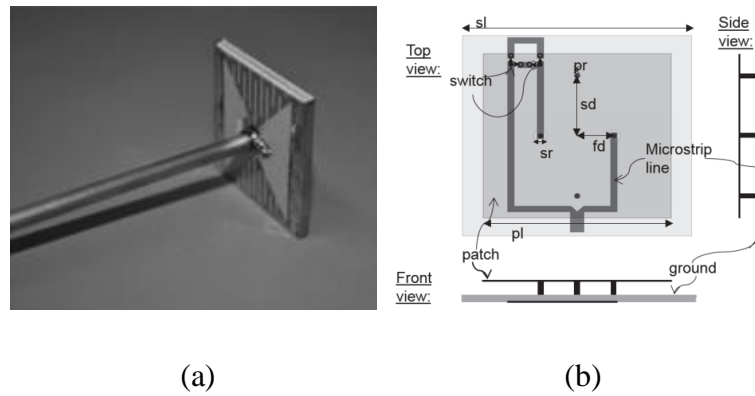 sl
Side
view:
Top
view:
pr
switch
sd
fd
sr
Microstrip
line
pl
patch
ground
Front
view:
(a)
(b)